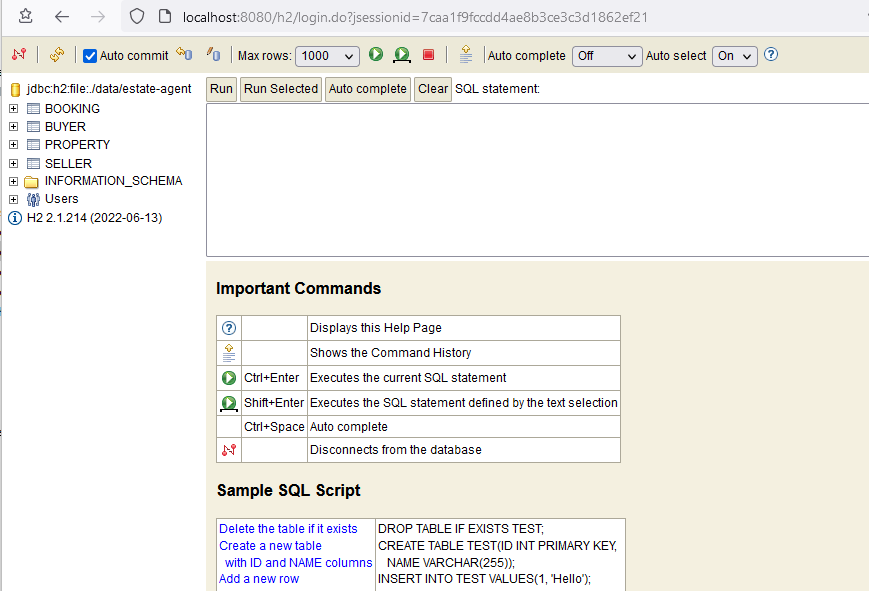 localhost:8080/h2/login.do?jsessionid=7caa1f9fccdd4ae8b3ce3c3d1862ef21
Auto commit Max rows: 1000 Auto complete Off Auto select On
jdbc:h2:file:./data/estate-agent
BOOKING
BUYER
PROPERTY
SELLER
INFORMATION_SCHEMA
Users
H2 2.1.214 (2022-06-13)
Run Run Selected Auto complete Clear SQL statement:
Important Commands
Displays this Help Page
Shows the Command History
Ctrl+Enter Executes the current SQL statement
Shift+Enter Executes the SQL statement defined by the text selection
Ctrl+Space Auto complete
Disconnects from the database
Sample SQL Script
Delete the table if it exists DROP TABLE IF EXISTS TEST;
Create a new table CREATE TABLE TEST(ID INT PRIMARY KEY,
with ID and NAME columns NAME VARCHAR(255));
Add a new row INSERT INTO TEST VALUES(1, 'Hello');